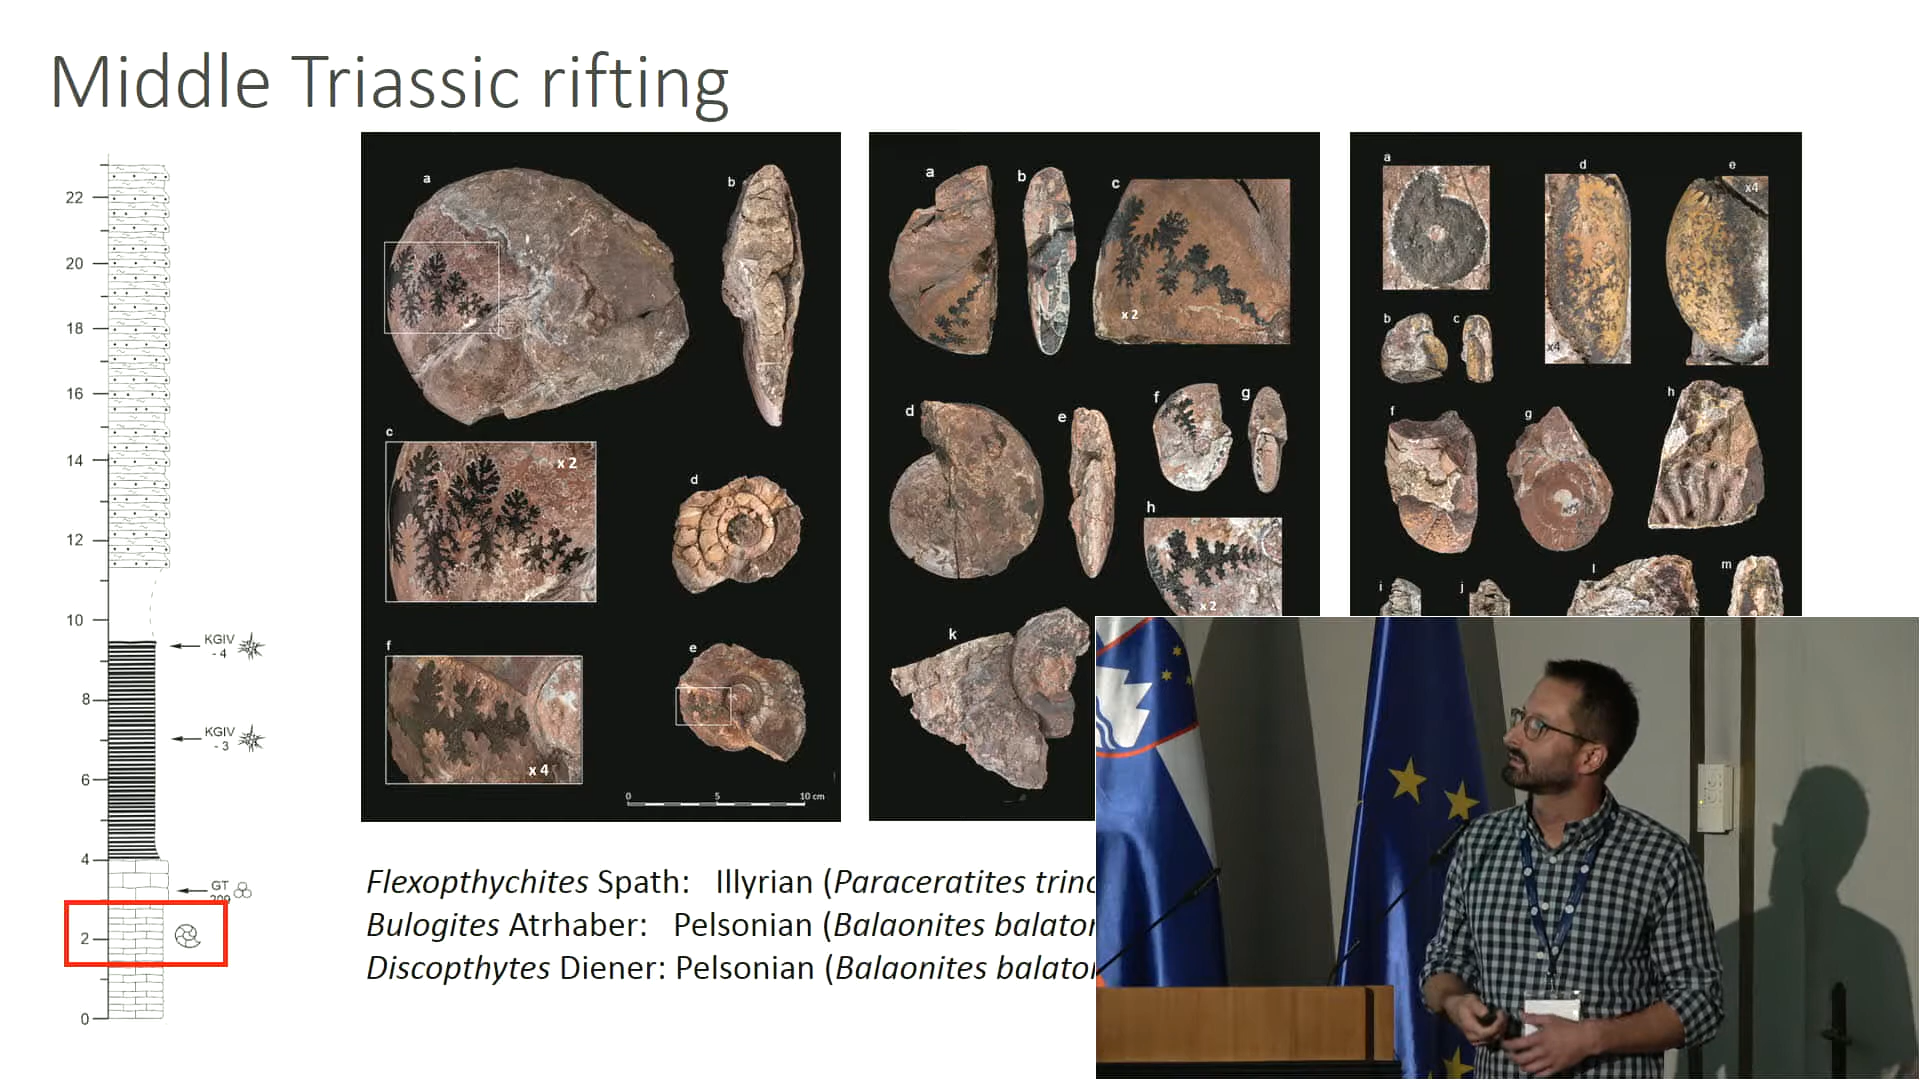 Middle Triassic rifting
22
20
18
16
14
12
10
8
6
4
2
0
KGIV
- 4
KGIV
- 3
GT
209
a
b
c
x 2
d
f
x 4
e
0 5 10 cm
a
b
c
x 2
d
e
f
g
h
x 2
k
a
d
e
x4
b
c
x4
f
g
h
i
j
l
m
Flexopthychites Spath: Illyrian (Paraceratites trino
Bulogites Atrhaber: Pelsonian (Balaonites balator
Discopthytes Diener: Pelsonian (Balaonites balator